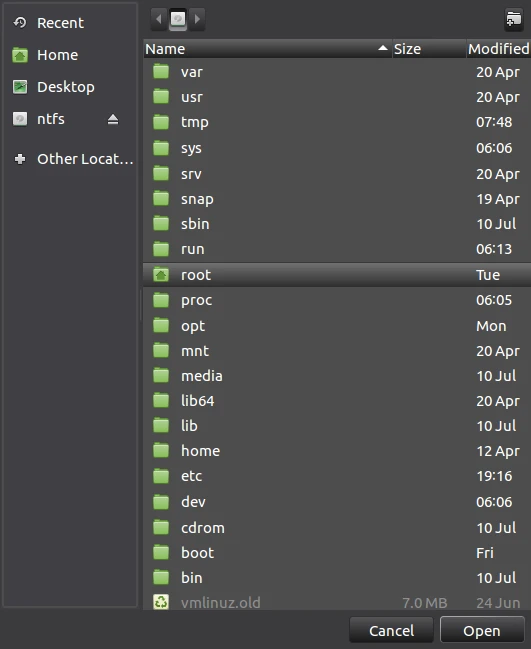 Recent
Home
Desktop
ntfs
Other Locat...
Name Size Modified
var 20 Apr
usr 20 Apr
tmp 07:48
sys 06:06
srv 20 Apr
snap 19 Apr
sbin 10 Jul
run 06:13
root Tue
proc 06:05
opt Mon
mnt 20 Apr
media 10 Jul
lib64 20 Apr
lib 10 Jul
home 12 Apr
etc 19:16
dev 06:06
cdrom 10 Jul
boot Fri
bin 10 Jul
vmlinuz.old 7.0 MB 24 Jun
Cancel Open